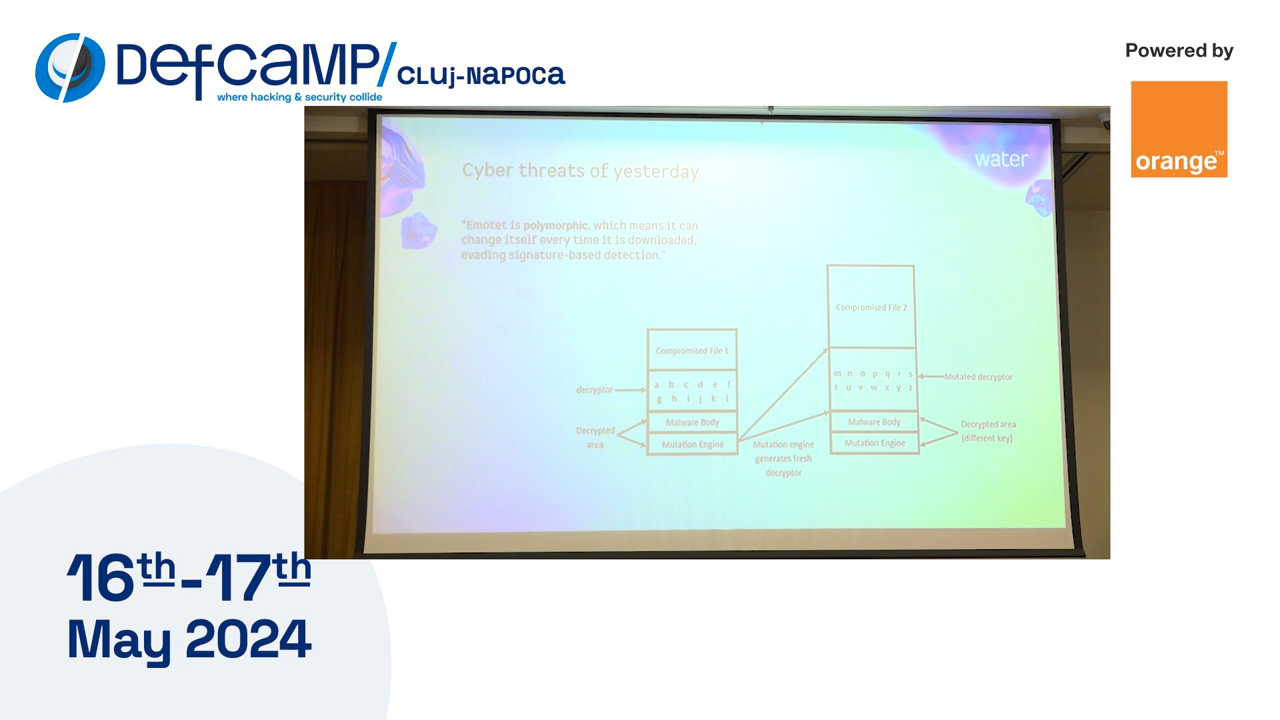 DefCaMP/CLUj-NaPOCa
where hacking & security collide
Powered by
orange™
water
Cyber threats of yesterday
"Emotet is polymorphic, which means it can
change itself every time it is downloaded,
evading signature-based detection."
Compromised File 1
decryptor
a b c d e f
g h i j k l
Decrypted
area
Malware Body
Mutation Engine
Mutation engine
generates fresh
decryptor
Compromised File 2
m n o p q r s
t u v w x y z
Mutated decryptor
Malware Body
Mutation Engine
Decrypted area
(different key)
16th-17th
May 2024